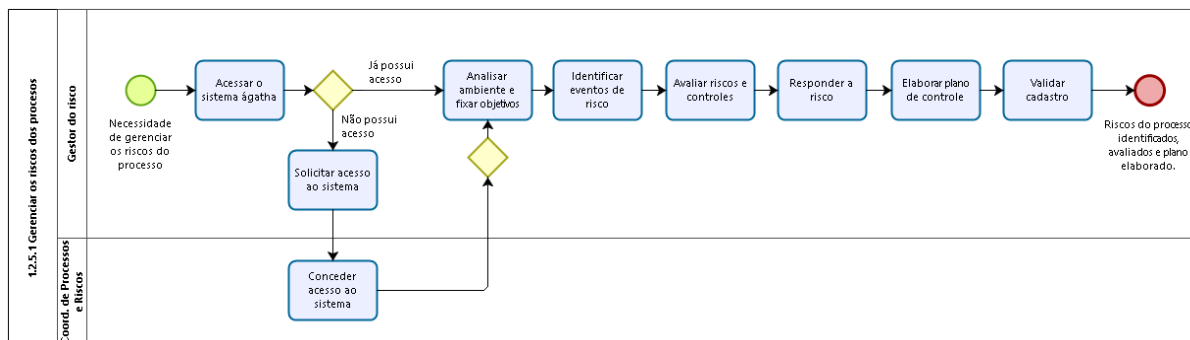 1.2.5.1 Gerenciar os riscos dos procesos
Gestor do risco
Necessidade
de gerenciar
os riscos do
processo
Acessar o
sistema ágatha
Já possui
acesso
Não possui
acesso
Solicitar acesso
ao sistema
Analisar
ambiente e
fixar objetivos
Identificar
eventos de
risco
Avaliar riscos e
controles
Responder a
risco
Elaborar plano
de controle
Validar
cadastro
Riscos do processo
identificados,
avaliados e plano
elaborado.
Coord. de Processos
e Riscos
Conceder
acesso ao
sistema